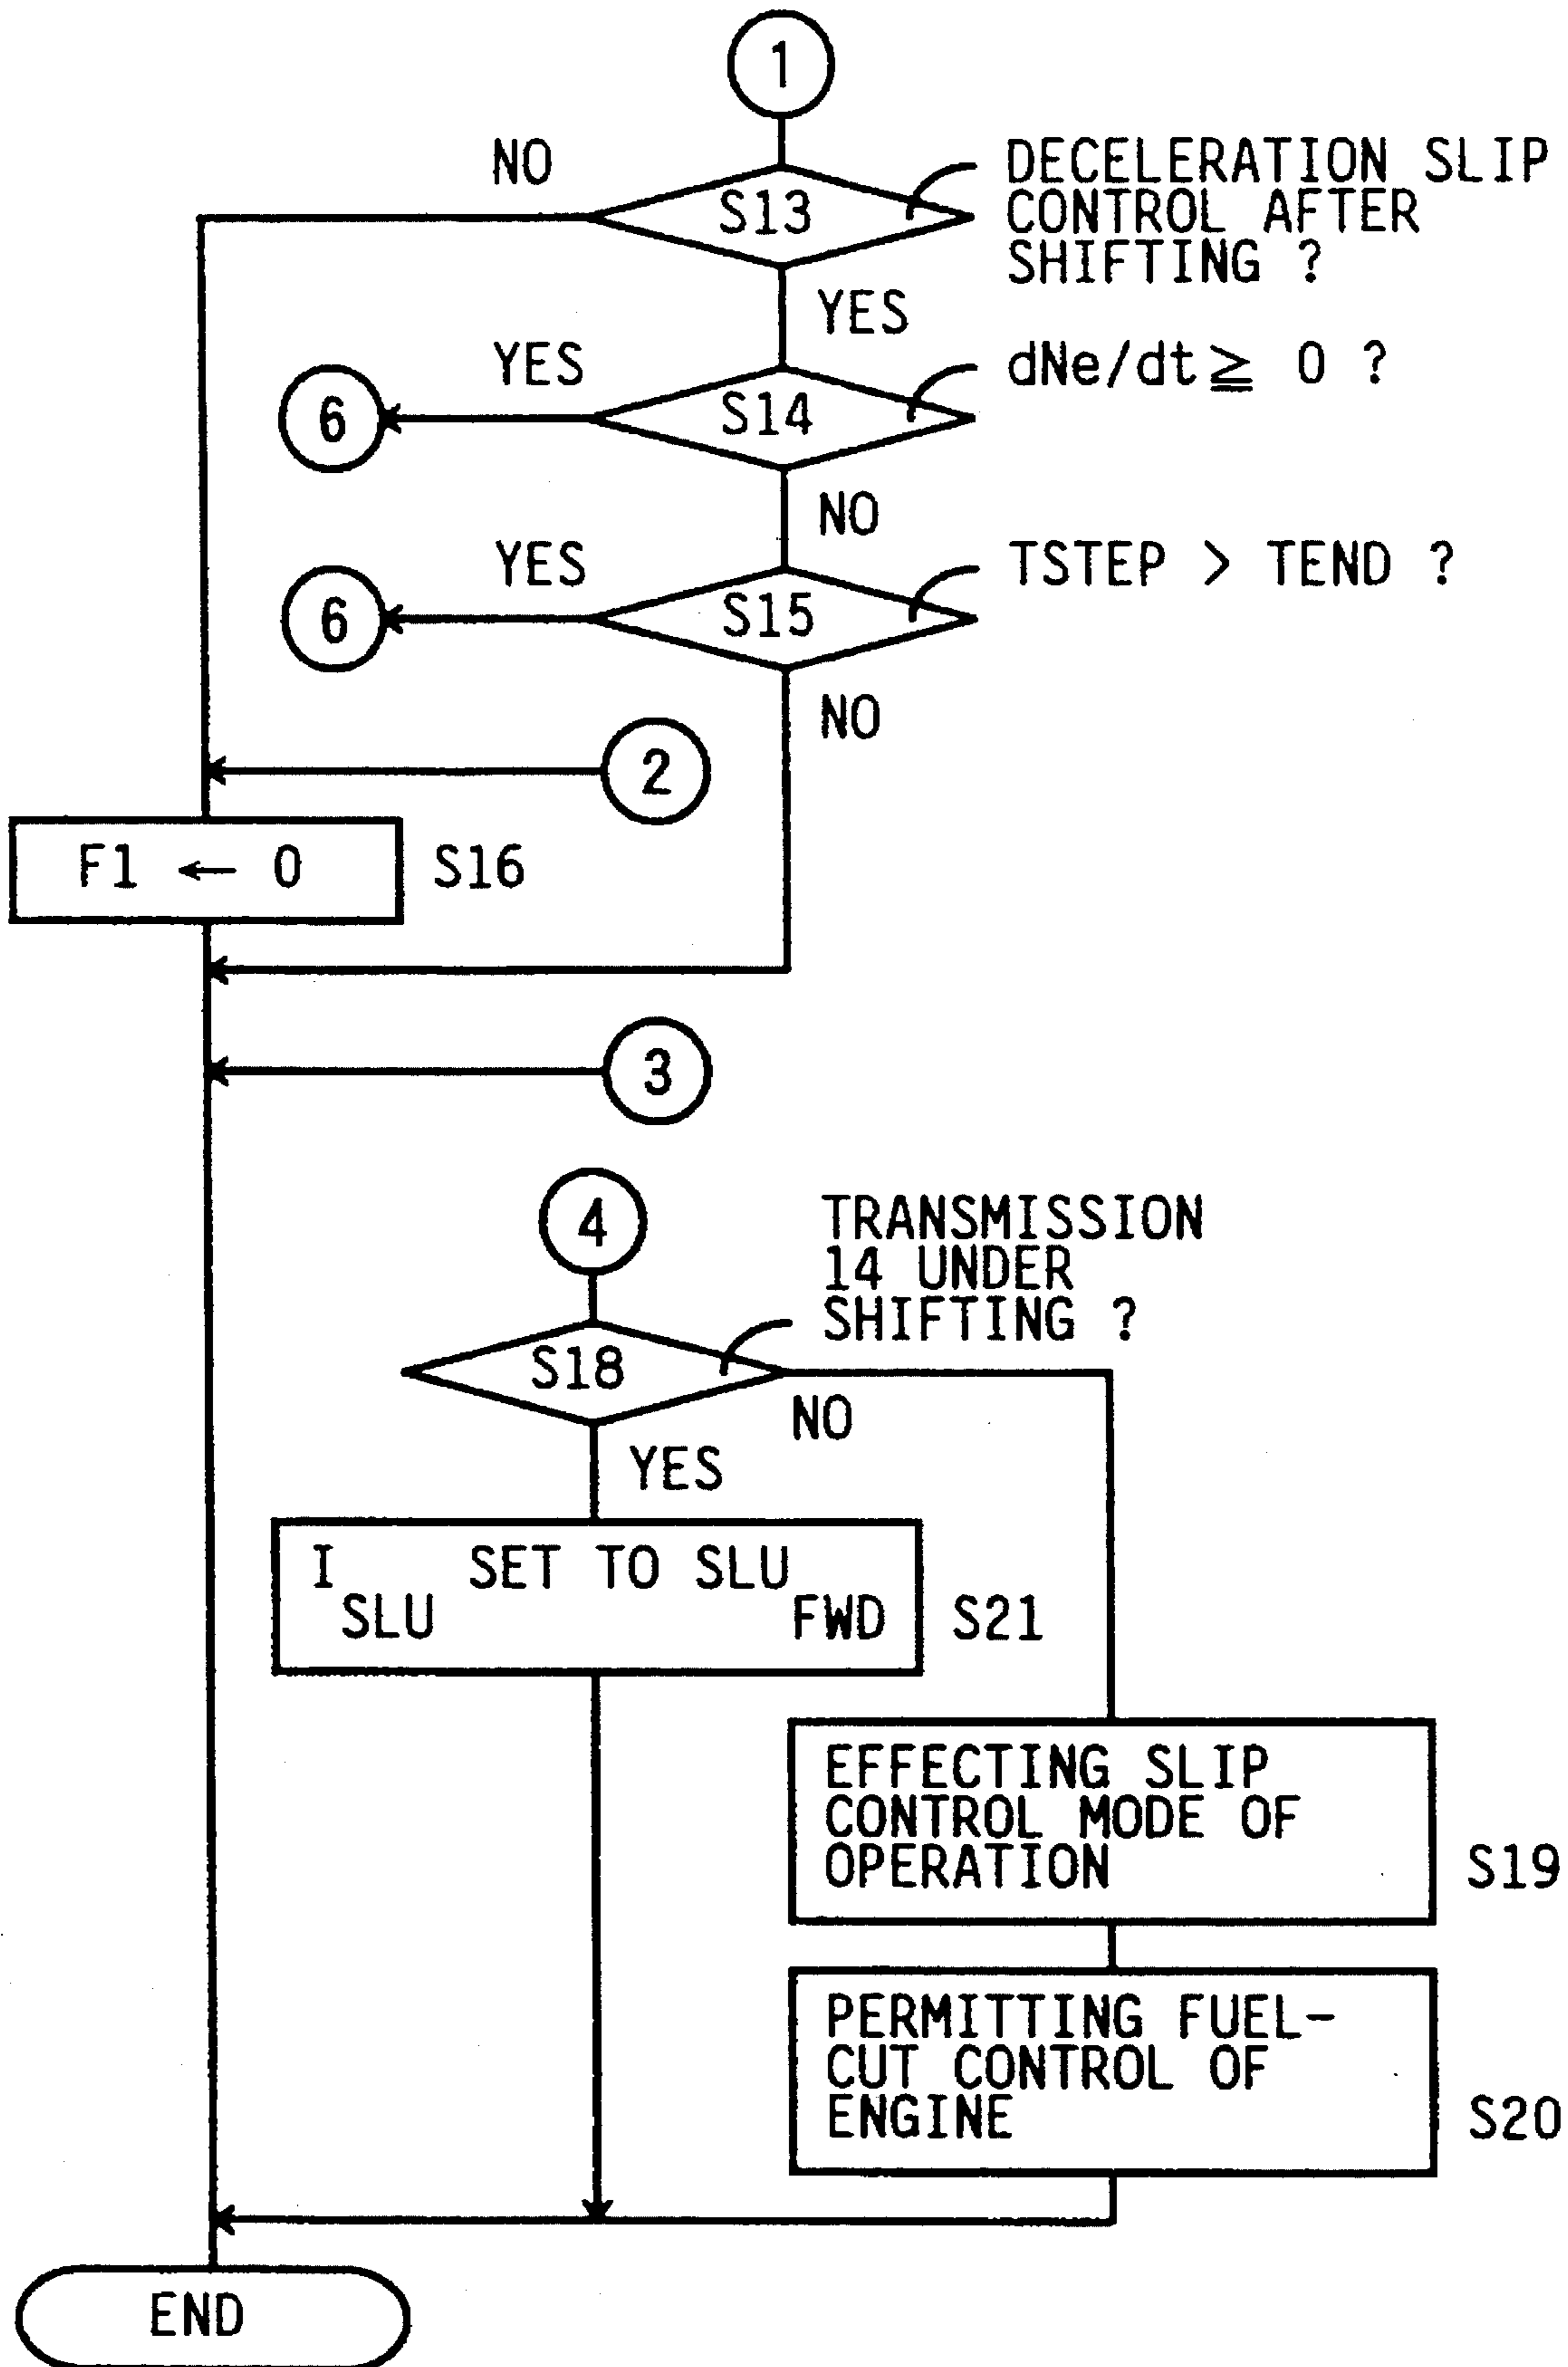 1
NO
DECELERATION SLIP
CONTROL AFTER
SHIFTING ?
S13
YES
YES
dNe/dt ≧ 0 ?
6
S14
NO
YES
TSTEP > TEND ?
6
S15
NO
2
F1 ← 0
S16
3
4
TRANSMISSION
14 UNDER
SHIFTING ?
S18
NO
YES
I SLU SET TO SLU FWD
S21
EFFECTING SLIP
CONTROL MODE OF
OPERATION
S19
PERMITTING FUEL-
CUT CONTROL OF
ENGINE
S20
END